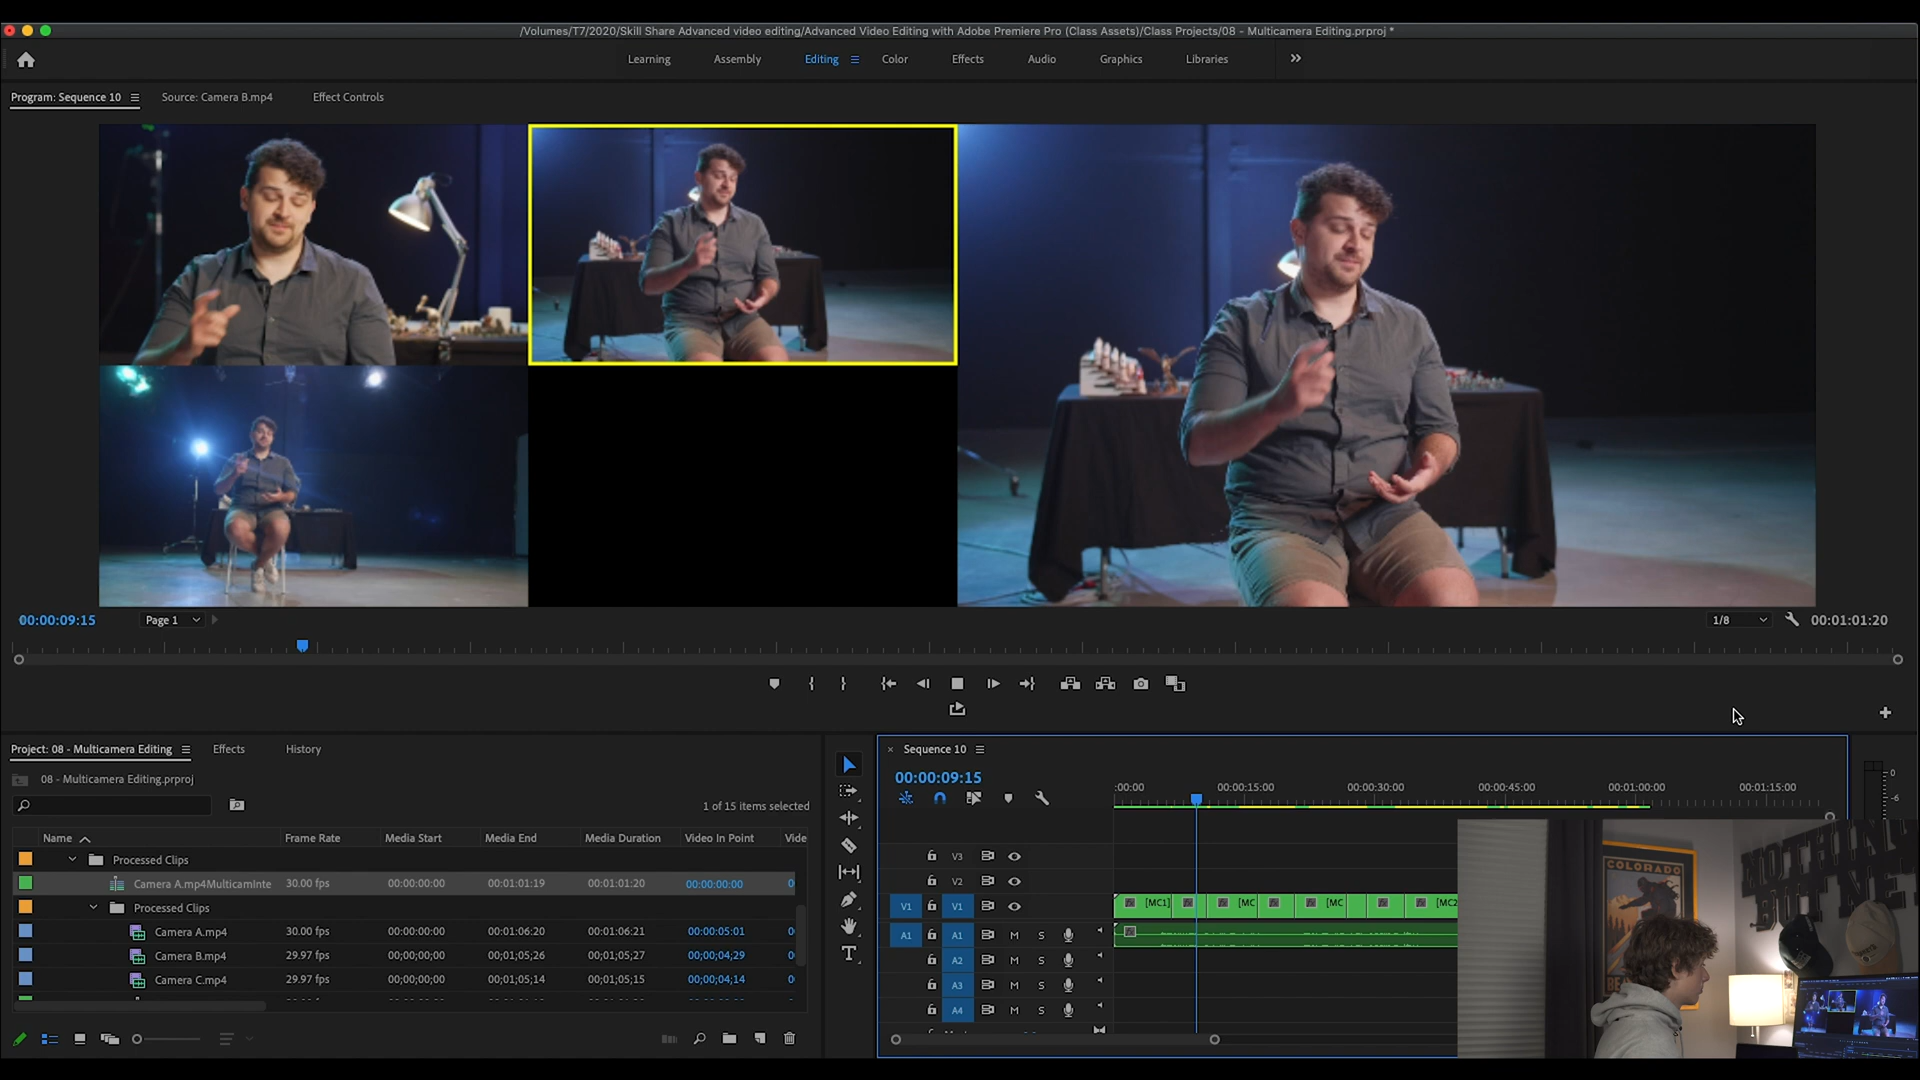 /Volumes/T7/2020/Skill Share Advanced video editing/Advanced Video Editing with Adobe Premiere Pro (Class Assets)/Class Projects/08 - Multicamera Editing.prproj *
Learning Assembly Editing Color Effects Audio Graphics Libraries
Program: Sequence 10 Source: Camera B.mp4 Effect Controls
00:00:09:15 Page 1 1/8 00:01:01:20
Project: 08 - Multicamera Editing Effects History
08 - Multicamera Editing.prproj
1 of 15 items selected
Name Frame Rate Media Start Media End Media Duration Video In Point Vide
Processed Clips
Camera A.mp4MulticamInte 30.00 fps 00:00:00:00 00:01:01:19 00:01:01:20 00:00:00:00 0
Processed Clips
Camera A.mp4 30.00 fps 00:00:00:00 00:01:06:20 00:01:06:21 00:00:05:01 0
Camera B.mp4 29.97 fps 00;00;00;00 00;01;05;26 00;01;05;27 00;00;04;29 0
Camera C.mp4 29.97 fps 00;00;00;00 00;01;05;14 00;01;05;15 00;00;04;14 0
× Sequence 10
00:00:09:15
:00:00 00:00:15:00 00:00:30:00 00:00:45:00 00:01:00:00 00:01:15:00
0
-6
V3
V2
V1 V1 [MC1] [MC [MC [MC2
A1 A1 M S
A2 M S
A3 M S
A4 M S
COLORADO
NOTHING
BUT NE